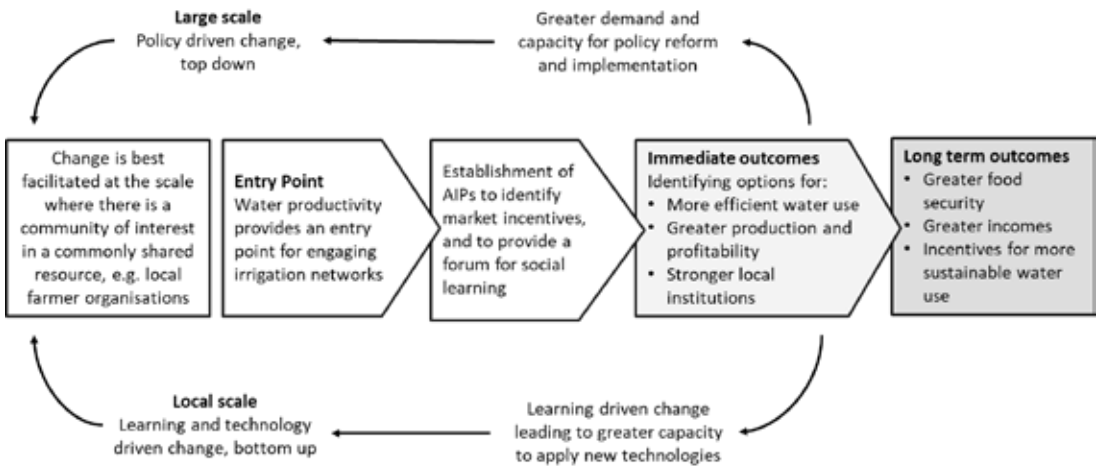 Large scale
Policy driven change,
top down
Greater demand and
capacity for policy reform
and implementation
Change is best
facilitated at the scale
where there is a
community of interest
in a commonly shared
resource, e.g. local
farmer organisations
Entry Point
Water productivity
provides an entry
point for engaging
irrigation networks
Establishment of
AIPs to identify
market incentives,
and to provide a
forum for social
learning
Immediate outcomes
Identifying options for:
• More efficient water use
• Greater production and
profitability
• Stronger local
institutions
Long term outcomes
• Greater food
security
• Greater incomes
• Incentives for more
sustainable water
use
Local scale
Learning and technology
driven change, bottom up
Learning driven change
leading to greater capacity
to apply new technologies